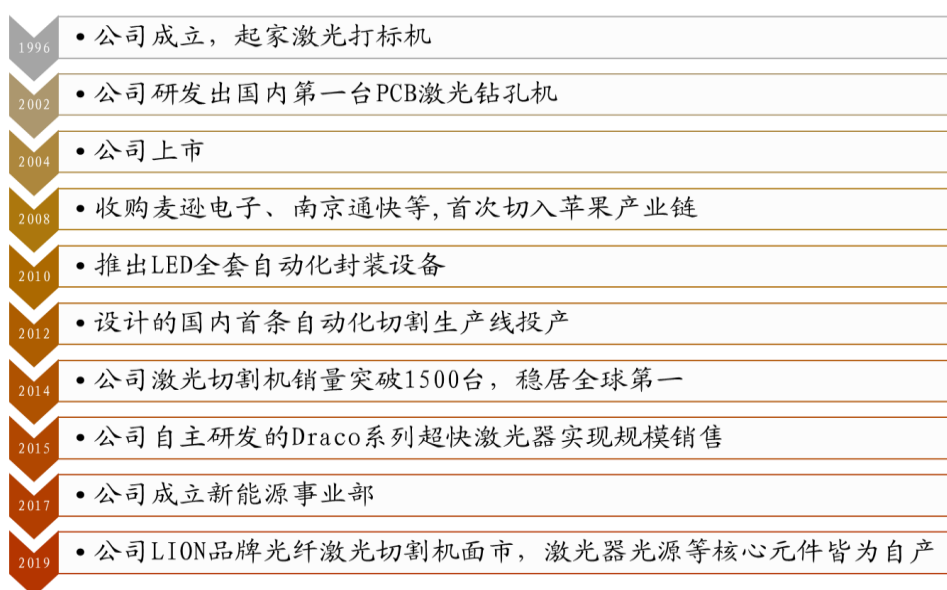 1996
• 公司成立，起家激光打标机
2002
• 公司研发出国内第一台PCB激光钻孔机
2004
• 公司上市
2008
• 收购麦逊电子、南京通快等,首次切入苹果产业链
2010
• 推出LED全套自动化封装设备
2012
• 设计的国内首条自动化切割生产线投产
2014
• 公司激光切割机销量突破1500台，稳居全球第一
2015
• 公司自主研发的Draco系列超快激光器实现规模销售
2017
• 公司成立新能源事业部
2019
• 公司LION品牌光纤激光切割机面市，激光器光源等核心元件皆为自产